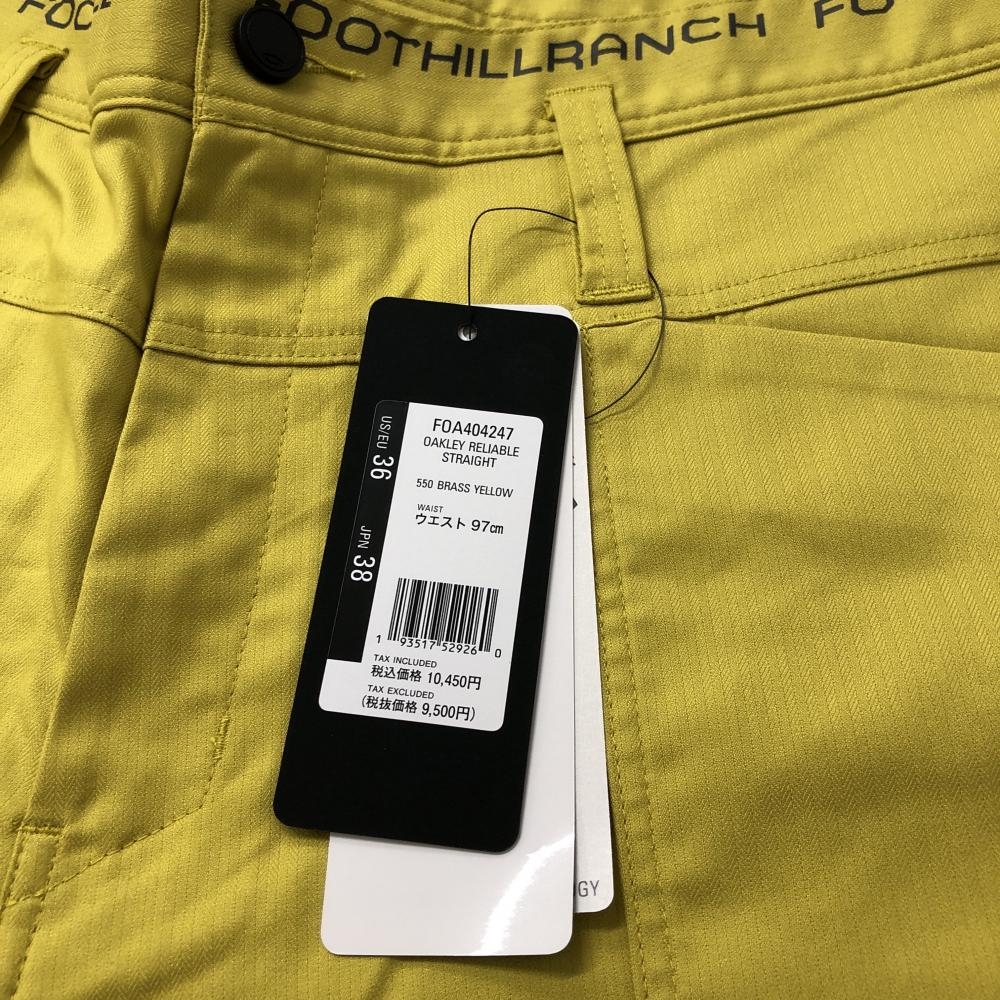 FOOTHILLRANCH FO
FOA404247
OAKLEY RELIABLE
STRAIGHT
550 BRASS YELLOW
WAIST
ウエスト 97cm
US/EU 36
JPN 38
1 93517 52926 0
TAX INCLUDED
税込価格 10,450円
TAX EXCLUDED
(税抜価格 9,500円)
GY